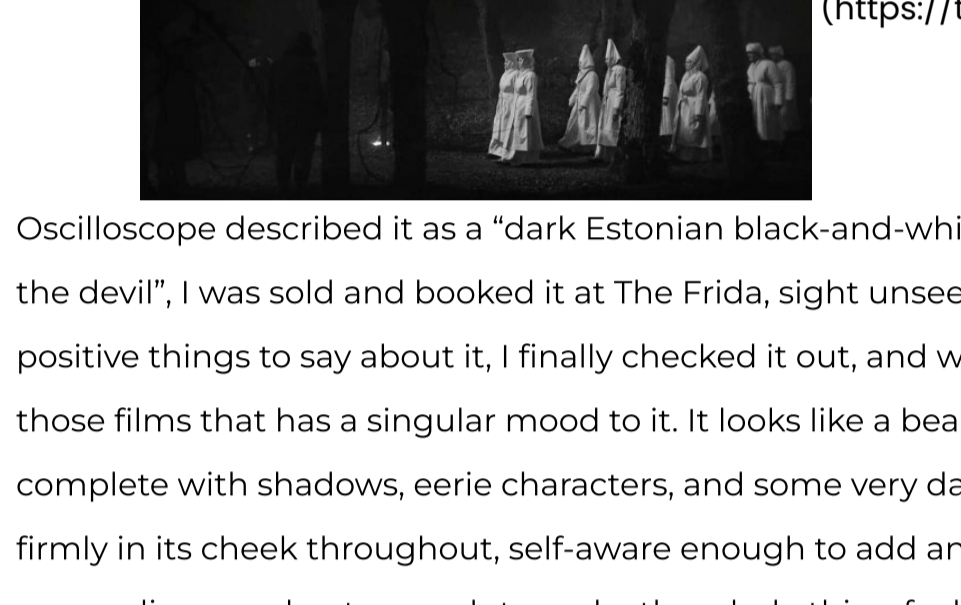 (https://t
Oscilloscope described it as a “dark Estonian black-and-whi
the devil”, I was sold and booked it at The Frida, sight unsee
positive things to say about it, I finally checked it out, and w
those films that has a singular mood to it. It looks like a bea
complete with shadows, eerie characters, and some very da
firmly in its cheek throughout, self-aware enough to add an